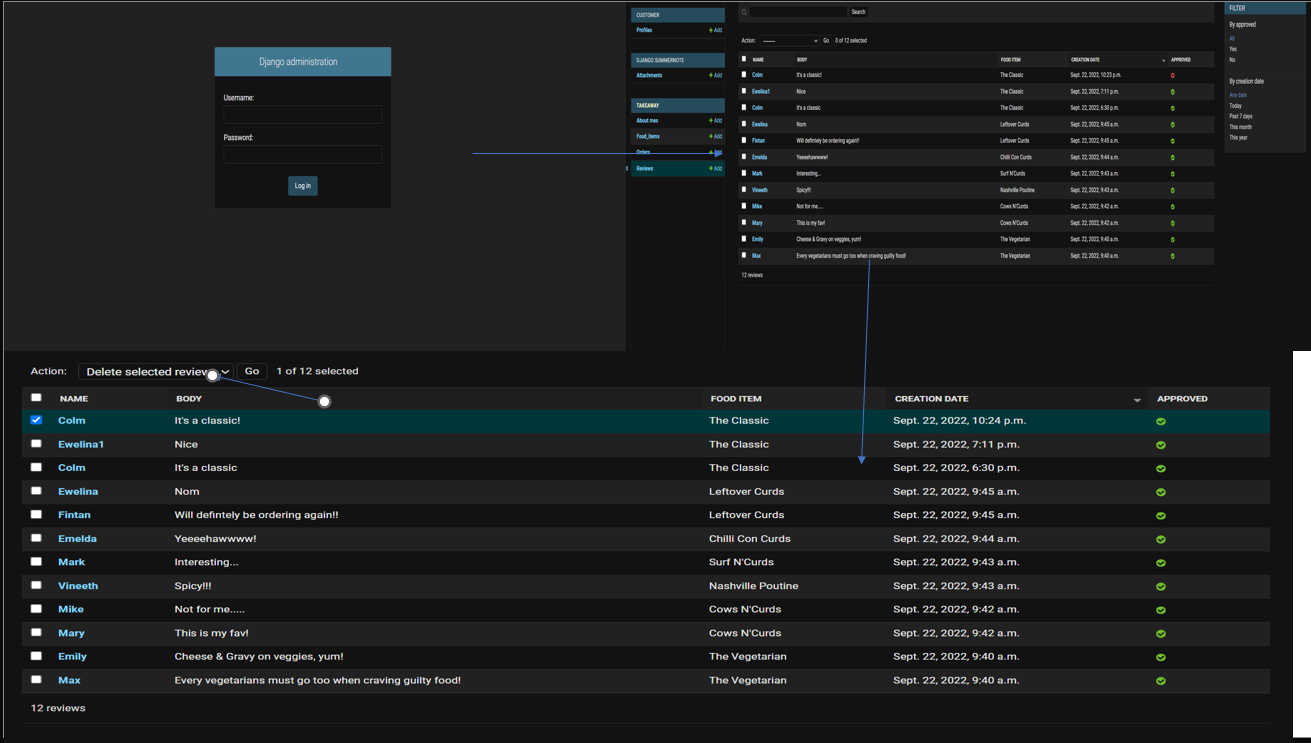 Django administration
Username:
Password:
Log in
CUSTOMER
Profiles + Add
DJANGO SUMMERNOTE
Attachments + Add
TAKEAWAY
About mes + Add
Food_items + Add
Orders + Add
Reviews + Add
Search
Action: Go 0 of 12 selected
NAME BODY FOOD ITEM CREATION DATE APPROVED
Colm It's a classic! The Classic Sept. 22, 2022, 10:23 p.m.
Ewelina1 Nice The Classic Sept. 22, 2022, 7:11 p.m.
Colm It's a classic The Classic Sept. 22, 2022, 6:30 p.m.
Ewelina Nom Leftover Curds Sept. 22, 2022, 9:45 a.m.
Fintan Will defintely be ordering again!! Leftover Curds Sept. 22, 2022, 9:45 a.m.
Emelda Yeeeehawwww! Chilli Con Curds Sept. 22, 2022, 9:44 a.m.
Mark Interesting... Surf N'Curds Sept. 22, 2022, 9:43 a.m.
Vineeth Spicy!!! Nashville Poutine Sept. 22, 2022, 9:43 a.m.
Mike Not for me..... Cows N'Curds Sept. 22, 2022, 9:42 a.m.
Mary This is my fav! Cows N'Curds Sept. 22, 2022, 9:42 a.m.
Emily Cheese & Gravy on veggies, yum! The Vegetarian Sept. 22, 2022, 9:40 a.m.
Max Every vegetarians must go too when craving guilty food! The Vegetarian Sept. 22, 2022, 9:40 a.m.
12 reviews
FILTER
By approved
All
Yes
No
By creation date
Any date
Today
Past 7 days
This month
This year
Action: Delete selected reviews Go 1 of 12 selected
NAME BODY FOOD ITEM CREATION DATE APPROVED
Colm It's a classic! The Classic Sept. 22, 2022, 10:24 p.m.
Ewelina1 Nice The Classic Sept. 22, 2022, 7:11 p.m.
Colm It's a classic The Classic Sept. 22, 2022, 6:30 p.m.
Ewelina Nom Leftover Curds Sept. 22, 2022, 9:45 a.m.
Fintan Will defintely be ordering again!! Leftover Curds Sept. 22, 2022, 9:45 a.m.
Emelda Yeeeehawwww! Chilli Con Curds Sept. 22, 2022, 9:44 a.m.
Mark Interesting... Surf N'Curds Sept. 22, 2022, 9:43 a.m.
Vineeth Spicy!!! Nashville Poutine Sept. 22, 2022, 9:43 a.m.
Mike Not for me..... Cows N'Curds Sept. 22, 2022, 9:42 a.m.
Mary This is my fav! Cows N'Curds Sept. 22, 2022, 9:42 a.m.
Emily Cheese & Gravy on veggies, yum! The Vegetarian Sept. 22, 2022, 9:40 a.m.
Max Every vegetarians must go too when craving guilty food! The Vegetarian Sept. 22, 2022, 9:40 a.m.
12 reviews